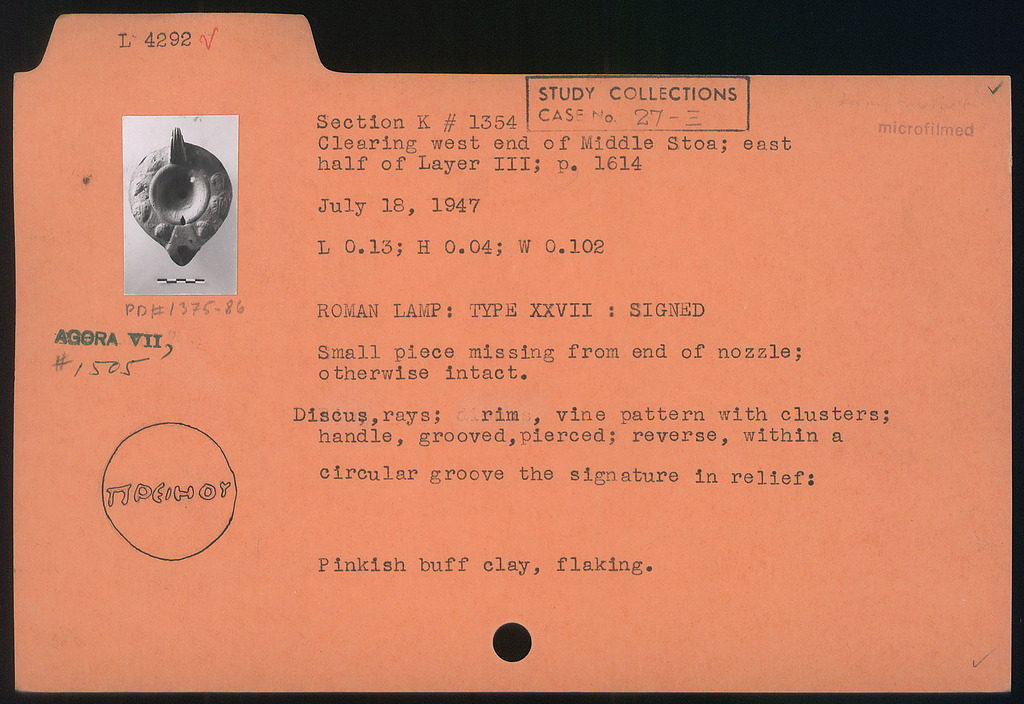 L 4292 √
STUDY COLLECTIONS
CASE No. 27-Ξ
microfilmed
Section K # 1354
Clearing west end of Middle Stoa; east
half of Layer III; p. 1614
July 18, 1947
L 0.13; H 0.04; W 0.102
PD#1375-86
AGORA VII,
#1505
ROMAN LAMP: TYPE XXVII : SIGNED
Small piece missing from end of nozzle;
otherwise intact.
Discus,rays; rim , vine pattern with clusters;
handle, grooved,pierced; reverse, within a
circular groove the signature in relief:
ΠΡΕΙΜΟΥ
Pinkish buff clay, flaking.